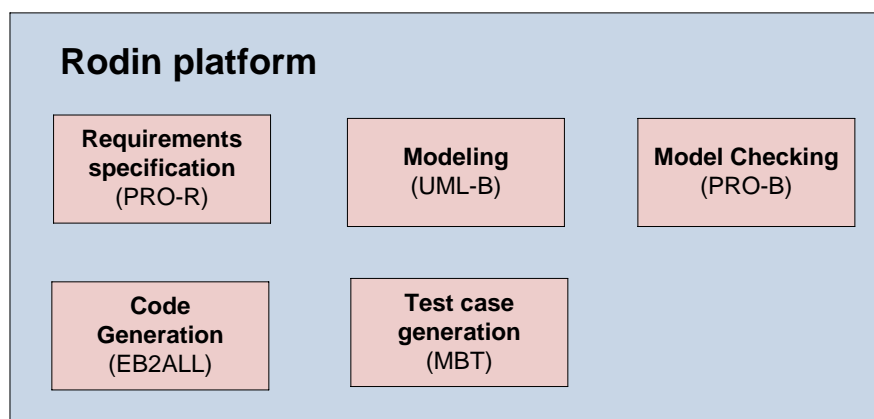 Rodin platform
Requirements
specification
(PRO-R)
Modeling
(UML-B)
Model Checking
(PRO-B)
Code
Generation
(EB2ALL)
Test case
generation
(MBT)